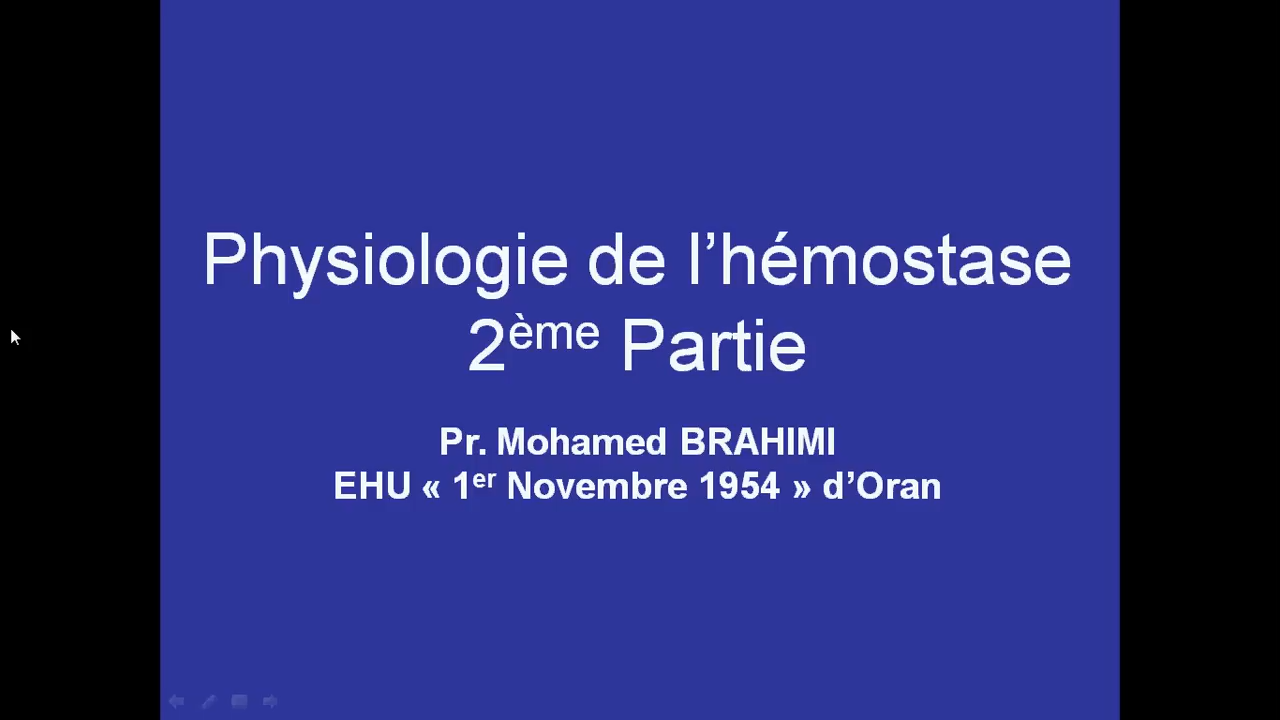 Physiologie de l’hémostase
2ème Partie
Pr. Mohamed BRAHIMI
EHU « 1er Novembre 1954 » d’Oran